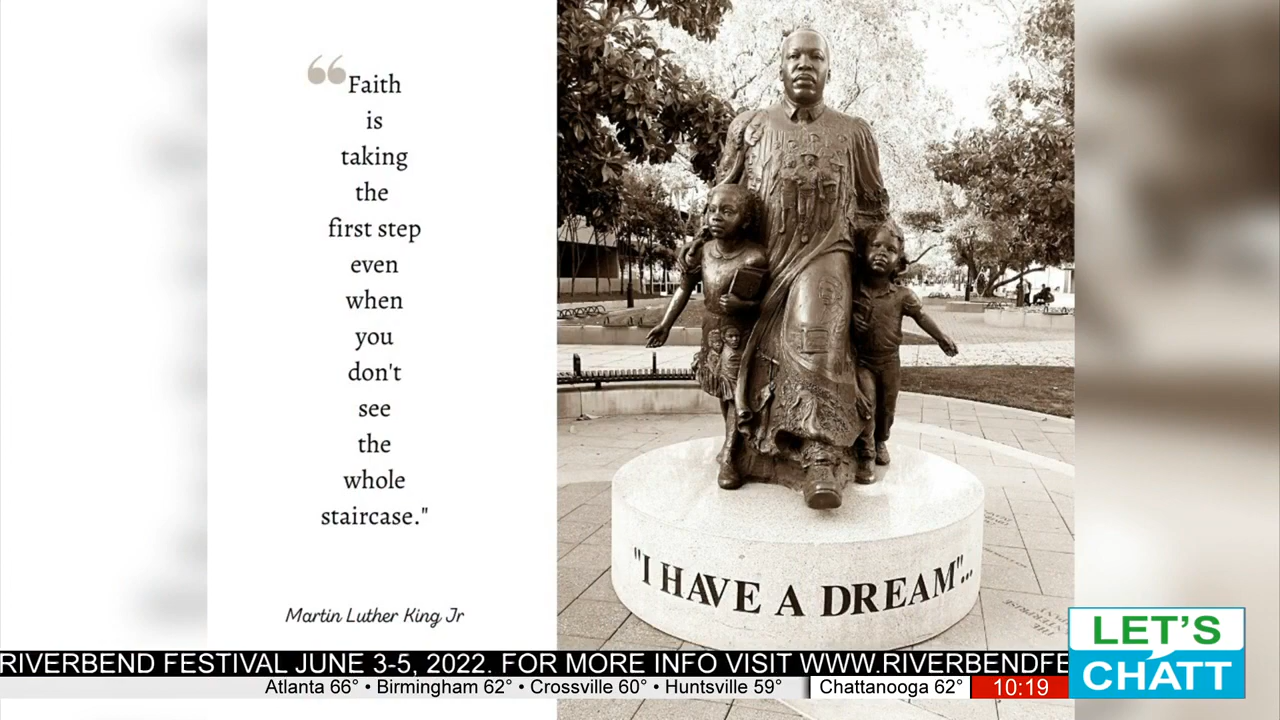 “Faith
is
taking
the
first step
even
when
you
don't
see
the
whole
staircase."
Martin Luther King Jr
"I HAVE A DREAM"...
RIVERBEND FESTIVAL JUNE 3-5, 2022. FOR MORE INFO VISIT WWW.RIVERBENDFE
LET'S
CHATT
Atlanta 66° • Birmingham 62° • Crossville 60° • Huntsville 59°
Chattanooga 62°
10:19